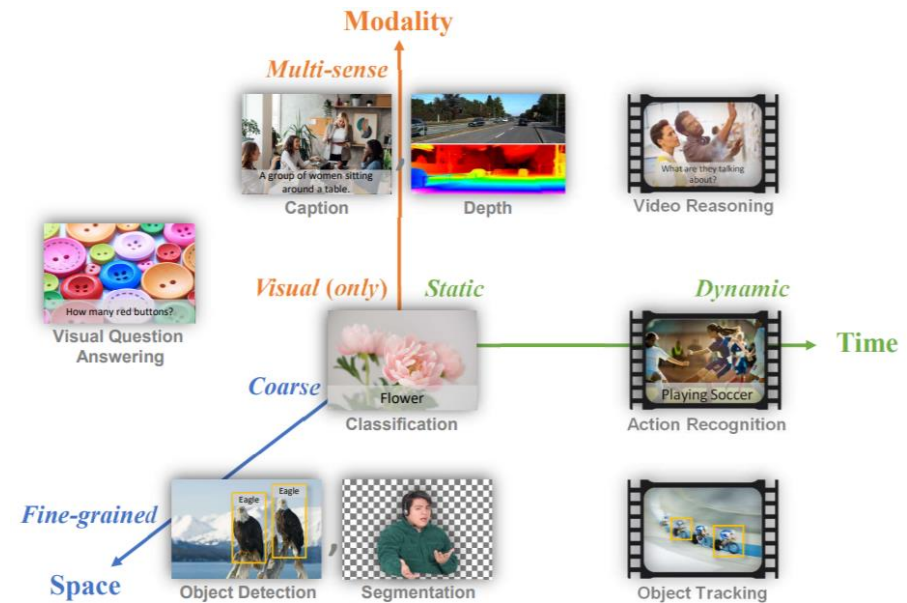 Modality
Multi-sense
A group of women sitting
around a table.
What are they talking
about?
Caption
Depth
Video Reasoning
How many red buttons?
Visual Question
Answering
Visual (only)
Static
Dynamic
Time
Coarse
Flower
Playing Soccer
Classification
Action Recognition
Eagle
Eagle
Fine-grained
Space
Object Detection
Segmentation
Object Tracking